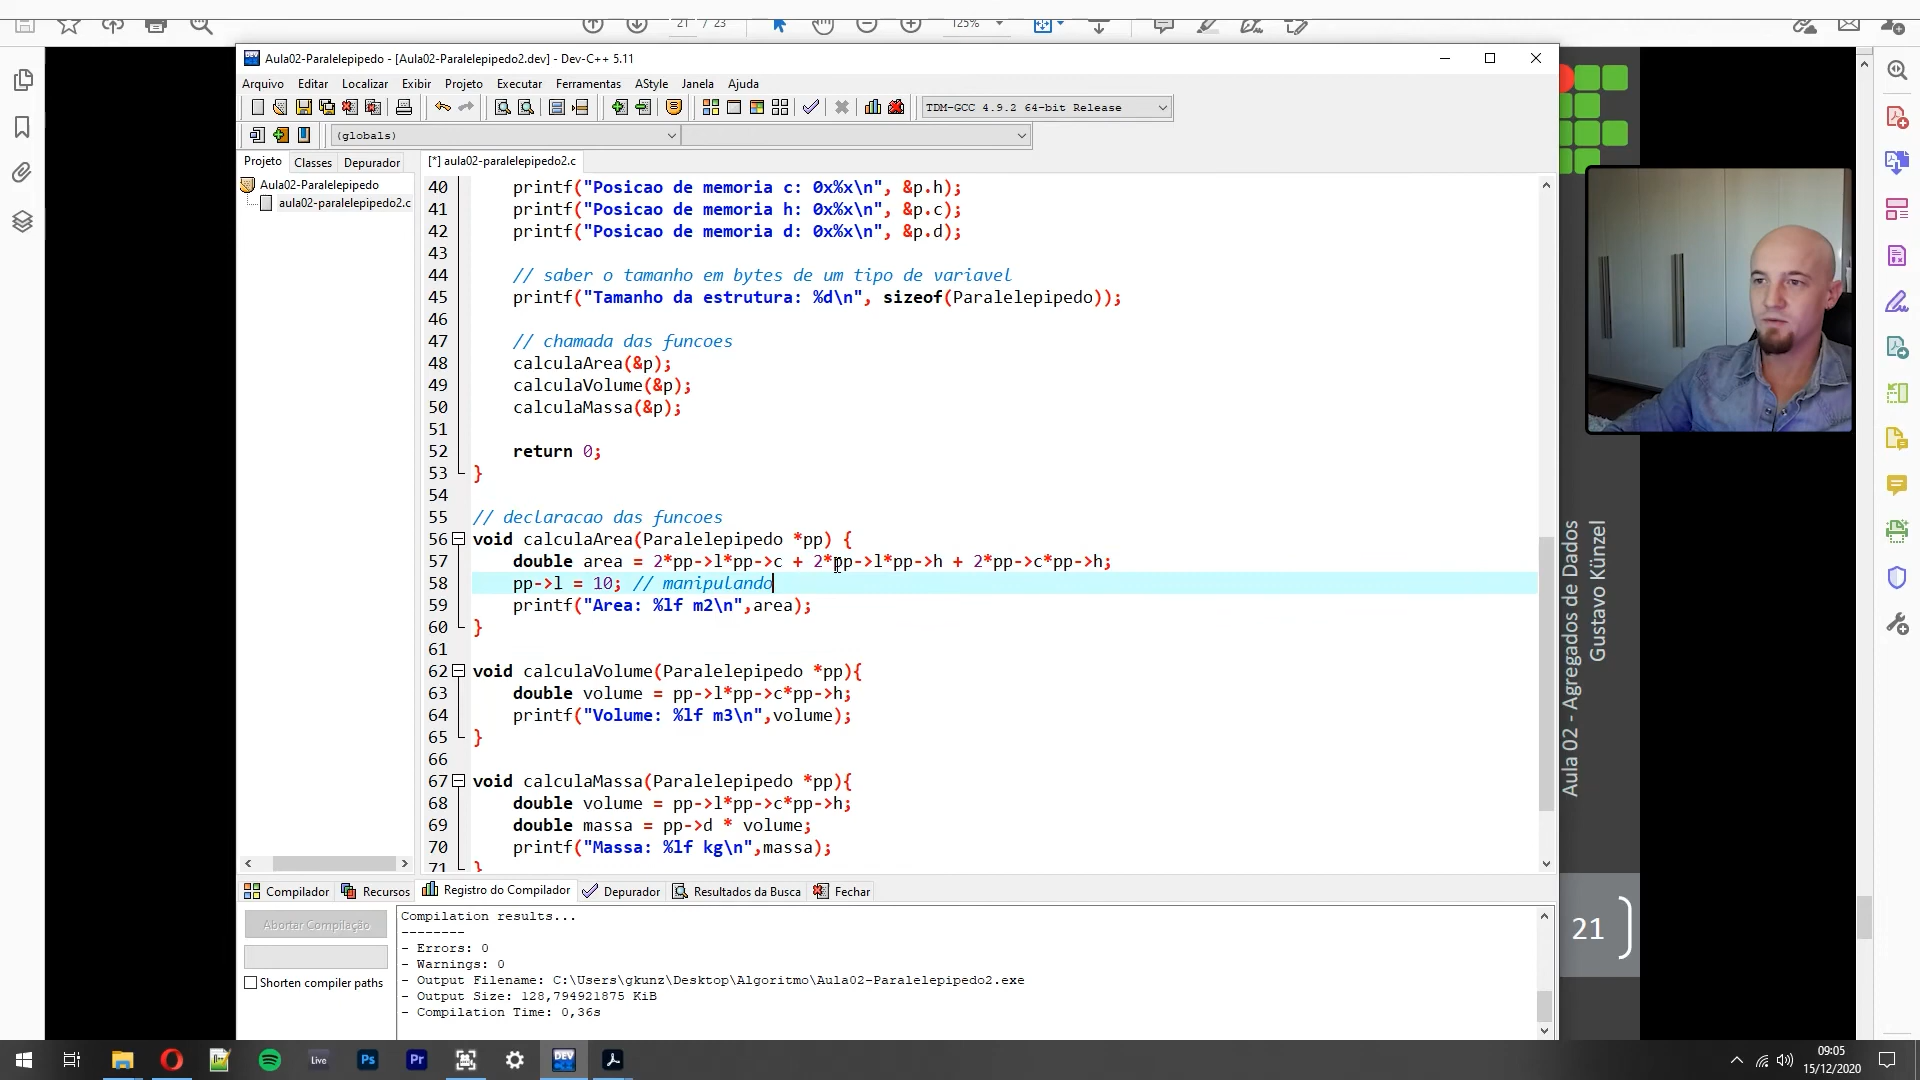 21 / 23
125%
Aula02-Paralelepipedo - [Aula02-Paralelepipedo2.dev] - Dev-C++ 5.11
Arquivo Editar Localizar Exibir Projeto Executar Ferramentas AStyle Janela Ajuda
TDM-GCC 4.9.2 64-bit Release
(globals)
Projeto Classes Depurador
[*] aula02-paralelepipedo2.c
Aula02-Paralelepipedo
aula02-paralelepipedo2.c
40 printf("Posicao de memoria c: 0x%x\n", &p.h);
41 printf("Posicao de memoria h: 0x%x\n", &p.c);
42 printf("Posicao de memoria d: 0x%x\n", &p.d);
43
44 // saber o tamanho em bytes de um tipo de variavel
45 printf("Tamanho da estrutura: %d\n", sizeof(Paralelepipedo));
46
47 // chamada das funcoes
48 calculaArea(&p);
49 calculaVolume(&p);
50 calculaMassa(&p);
51
52 return 0;
53 }
54
55 // declaracao das funcoes
56 void calculaArea(Paralelepipedo *pp) {
57 double area = 2*pp->l*pp->c + 2*pp->l*pp->h + 2*pp->c*pp->h;
58 pp->l = 10; // manipulando
59 printf("Area: %lf m2\n",area);
60 }
61
62 void calculaVolume(Paralelepipedo *pp){
63 double volume = pp->l*pp->c*pp->h;
64 printf("Volume: %lf m3\n",volume);
65 }
66
67 void calculaMassa(Paralelepipedo *pp){
68 double volume = pp->l*pp->c*pp->h;
69 double massa = pp->d * volume;
70 printf("Massa: %lf kg\n",massa);
71 }
Compilador Recursos Registro do Compilador Depurador Resultados da Busca Fechar
Abortar Compilação
Shorten compiler paths
Compilation results...
--------
- Errors: 0
- Warnings: 0
- Output Filename: C:\Users\gkunz\Desktop\Algoritmo\Aula02-Paralelepipedo2.exe
- Output Size: 128,794921875 KiB
- Compilation Time: 0,36s
Aula 02 - Agregados de Dados
Gustavo Künzel
21
Live
Ps
Pr
DEV
09:05
15/12/2020